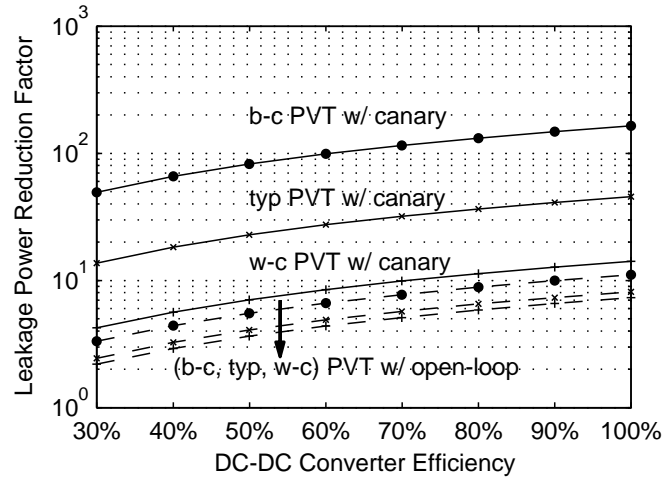 10^3
b-c PVT w/ canary
10^2
typ PVT w/ canary
w-c PVT w/ canary
10^1
(b-c, typ, w-c) PVT w/ open-loop
10^0
30% 40% 50% 60% 70% 80% 90% 100%
DC-DC Converter Efficiency
Leakage Power Reduction Factor